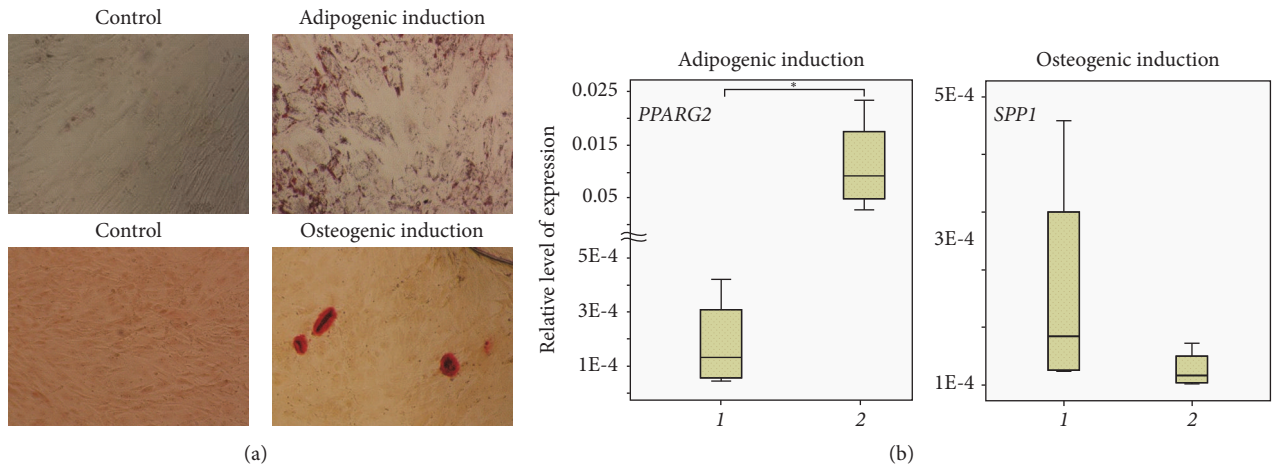 Control
Adipogenic induction
Control
Osteogenic induction
(a)
Adipogenic induction
Relative level of expression
0.025
0.015
0.05
5E-4
3E-4
1E-4
PPARG2
*
1
2
Osteogenic induction
5E-4
3E-4
1E-4
SPP1
1
2
(b)